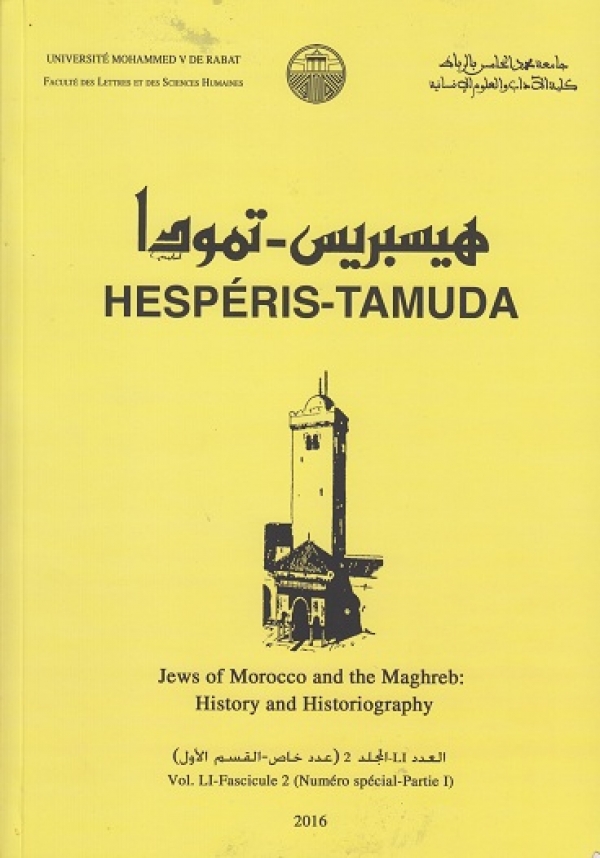 UNIVERSITÉ MOHAMMED V DE RABAT
FACULTÉ DES LETTRES ET DES SCIENCES HUMAINES
جامعة محمد الخامس بالرباط
كلية الآداب والعلوم الإنسانية
هيسبريس-تمودا
HESPÉRIS-TAMUDA
Jews of Morocco and the Maghreb:
History and Historiography
العدد LI-المجلد 2 (عدد خاص-القسم الأول)
Vol. LI-Fascicule 2 (Numéro spécial-Partie I)
2016